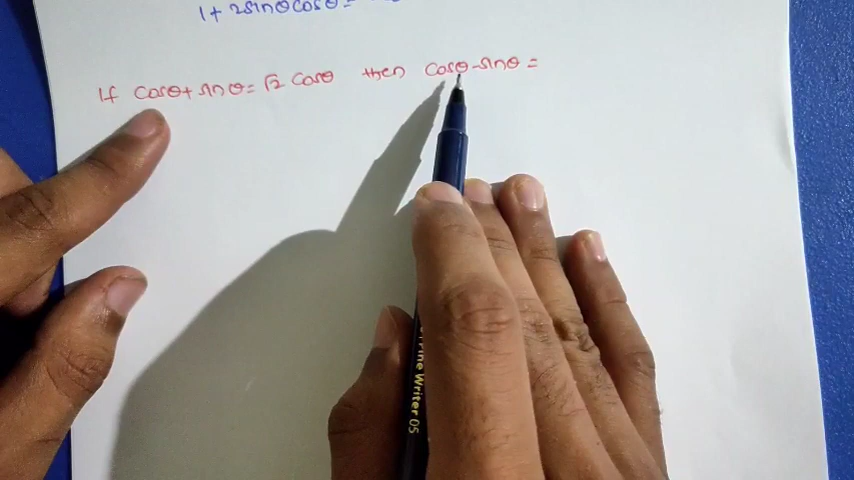 1 + 2sinθcosθ =
If cosθ + sinθ = √2 cosθ then cosθ - sinθ =
Fine Writer 05